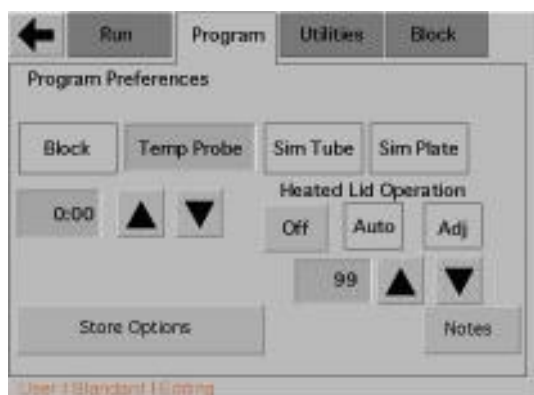 Run Program Utilities Block
Program Preferences
Block Temp Probe Sim Tube Sim Plate
Heated Lid Operation
0:00 Off Auto Adj
99
Store Options Notes
User I Standard I Editing